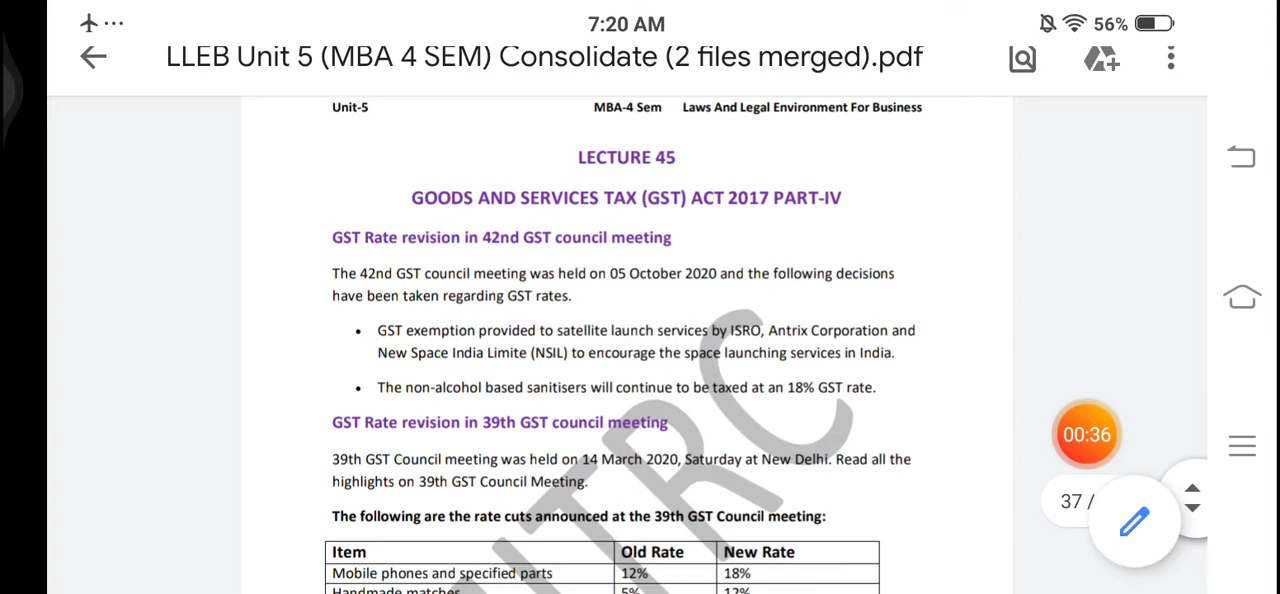 7:20 AM
56%
LLEB Unit 5 (MBA 4 SEM) Consolidate (2 files merged).pdf
Unit-5 MBA-4 Sem Laws And Legal Environment For Business
LECTURE 45
GOODS AND SERVICES TAX (GST) ACT 2017 PART-IV
GST Rate revision in 42nd GST council meeting
The 42nd GST council meeting was held on 05 October 2020 and the following decisions
have been taken regarding GST rates.
• GST exemption provided to satellite launch services by ISRO, Antrix Corporation and
New Space India Limite (NSIL) to encourage the space launching services in India.
• The non-alcohol based sanitisers will continue to be taxed at an 18% GST rate.
GST Rate revision in 39th GST council meeting
39th GST Council meeting was held on 14 March 2020, Saturday at New Delhi. Read all the
highlights on 39th GST Council Meeting.
The following are the rate cuts announced at the 39th GST Council meeting:
Item Old Rate New Rate
Mobile phones and specified parts 12% 18%
Handmade matches 5% 12%
00:36
37 /